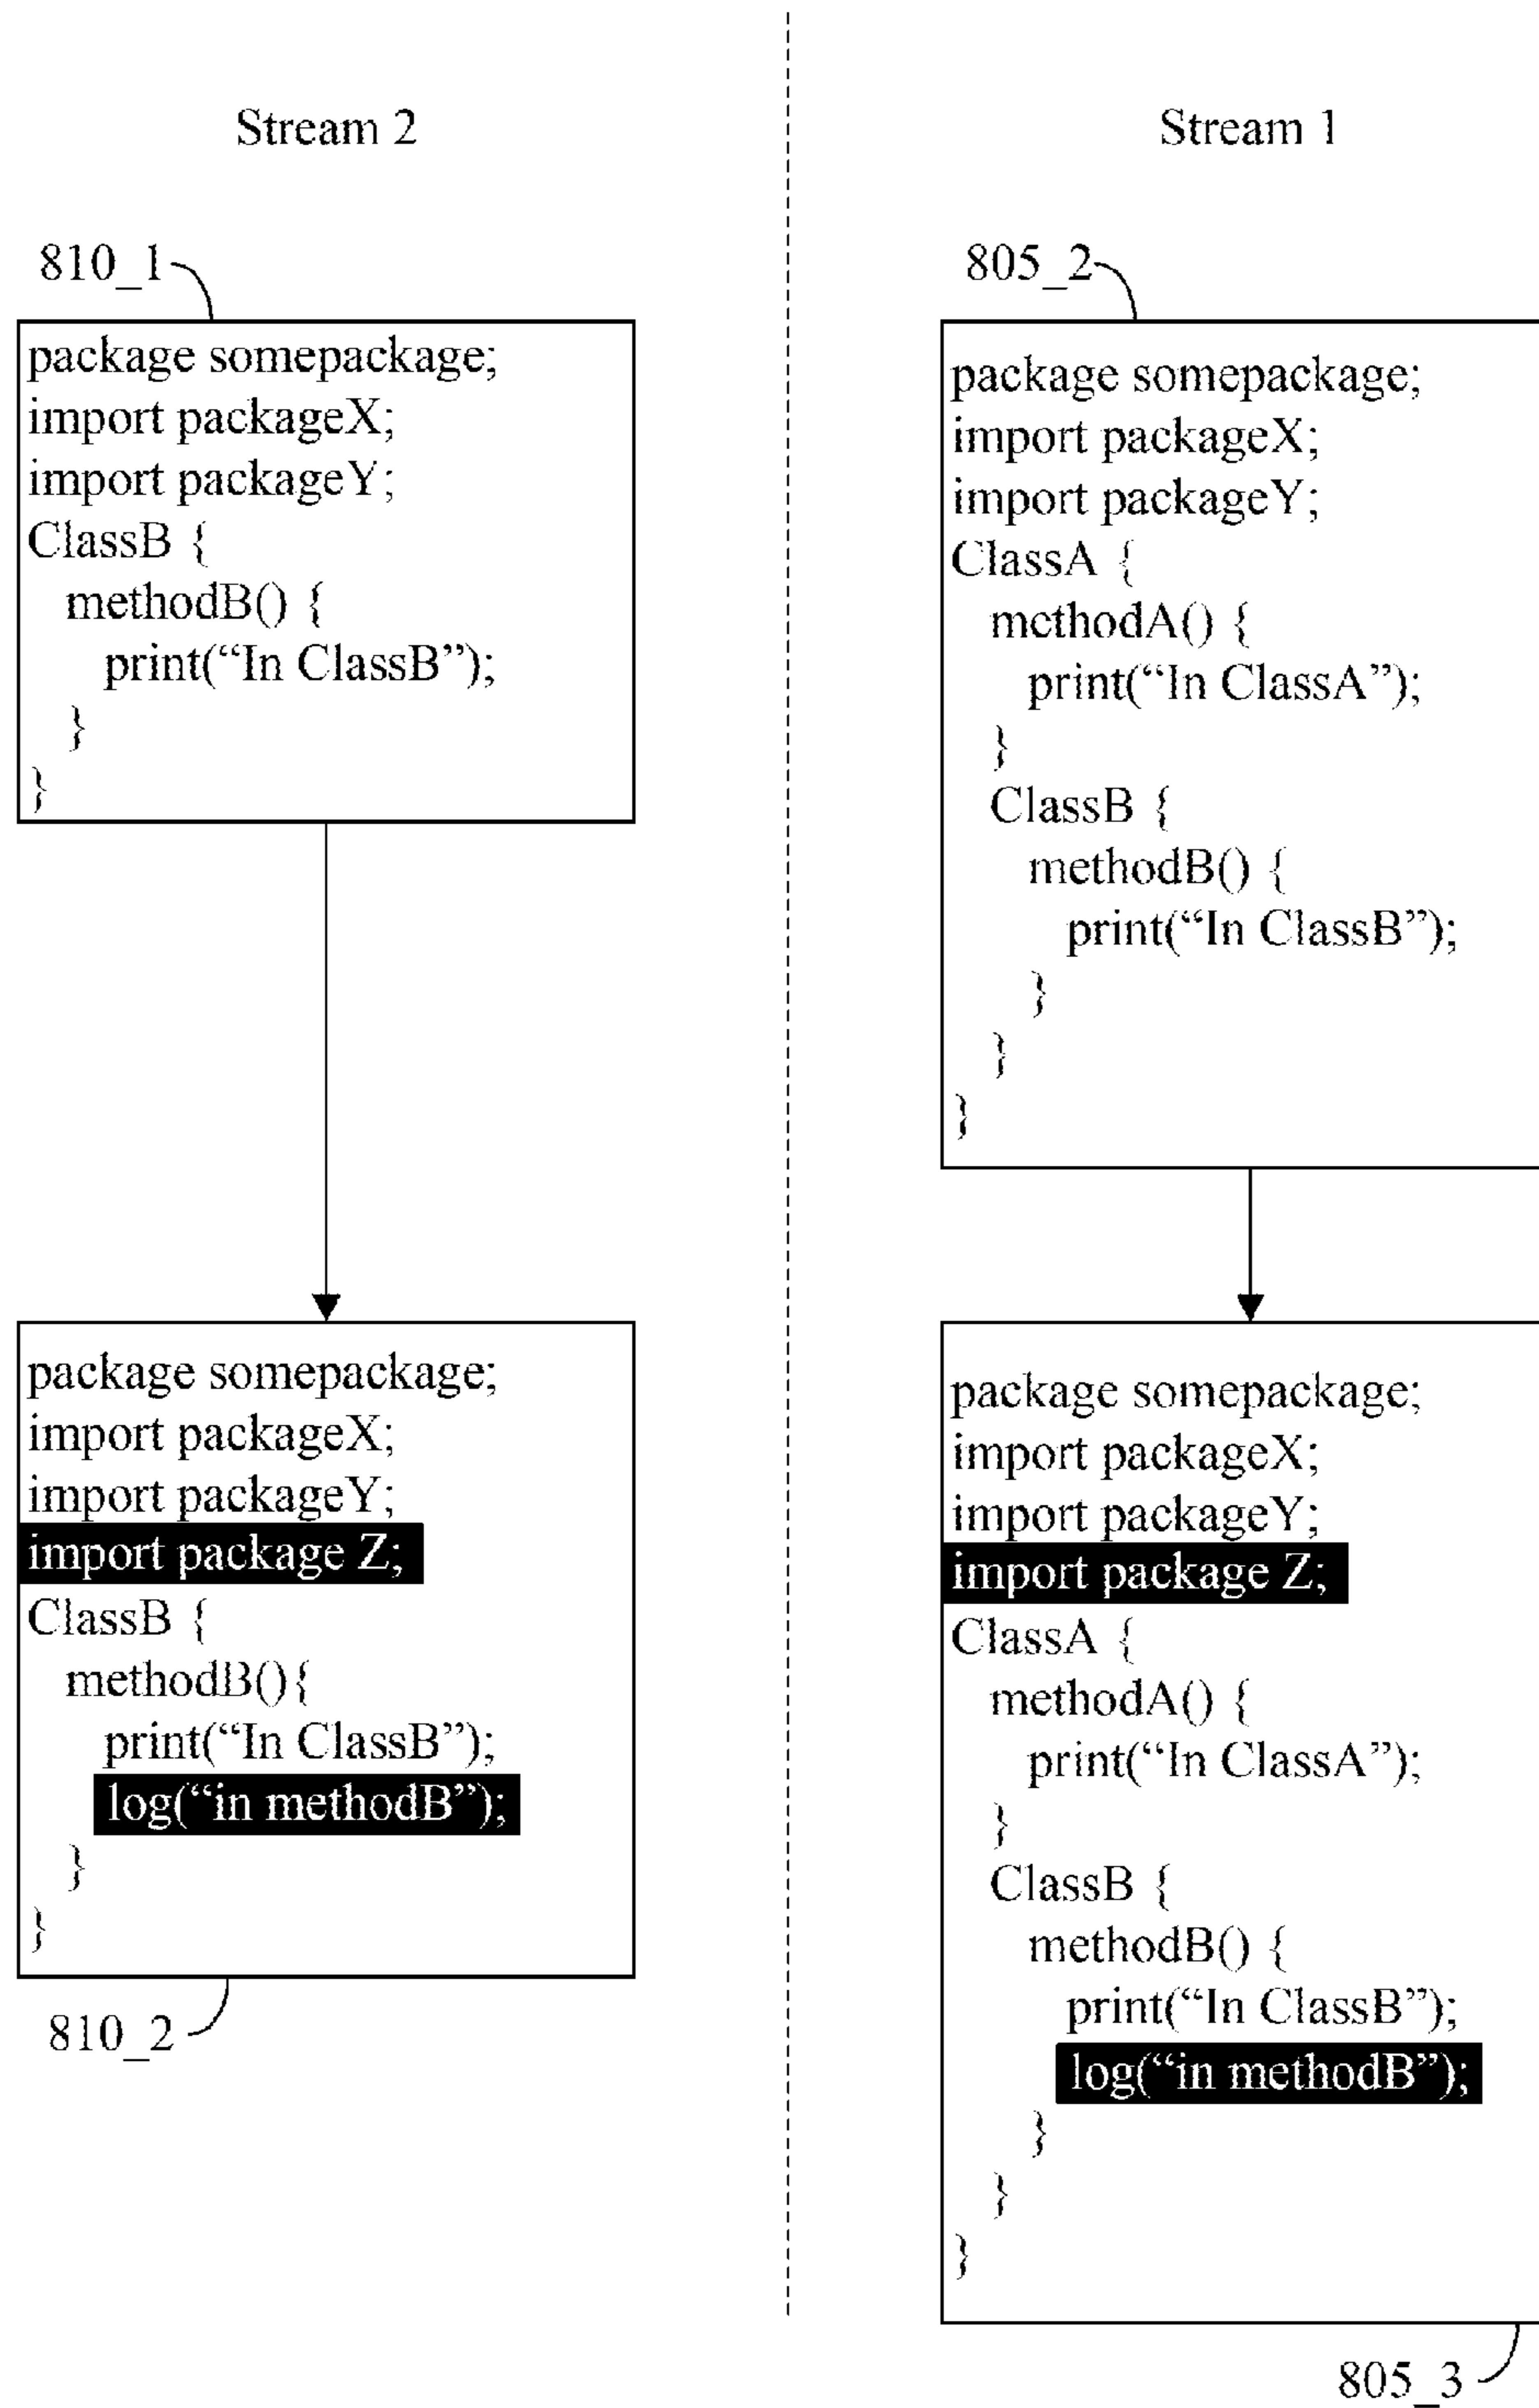 Stream 2
810_1
package somepackage;
import packageX;
import packageY;
ClassB {
methodB() {
print(“In ClassB”);
}
}
package somepackage;
import packageX;
import packageY;
import package Z;
ClassB {
methodB(){
print(“In ClassB”);
log(“in methodB”);
}
}
810_2
Stream 1
805_2
package somepackage;
import packageX;
import packageY;
ClassA {
methodA() {
print(“In ClassA”);
}
ClassB {
methodB() {
print(“In ClassB”);
}
}
}
package somepackage;
import packageX;
import packageY;
import package Z;
ClassA {
methodA() {
print(“In ClassA”);
}
ClassB {
methodB() {
print(“In ClassB”);
log(“in methodB”);
}
}
}
805_3